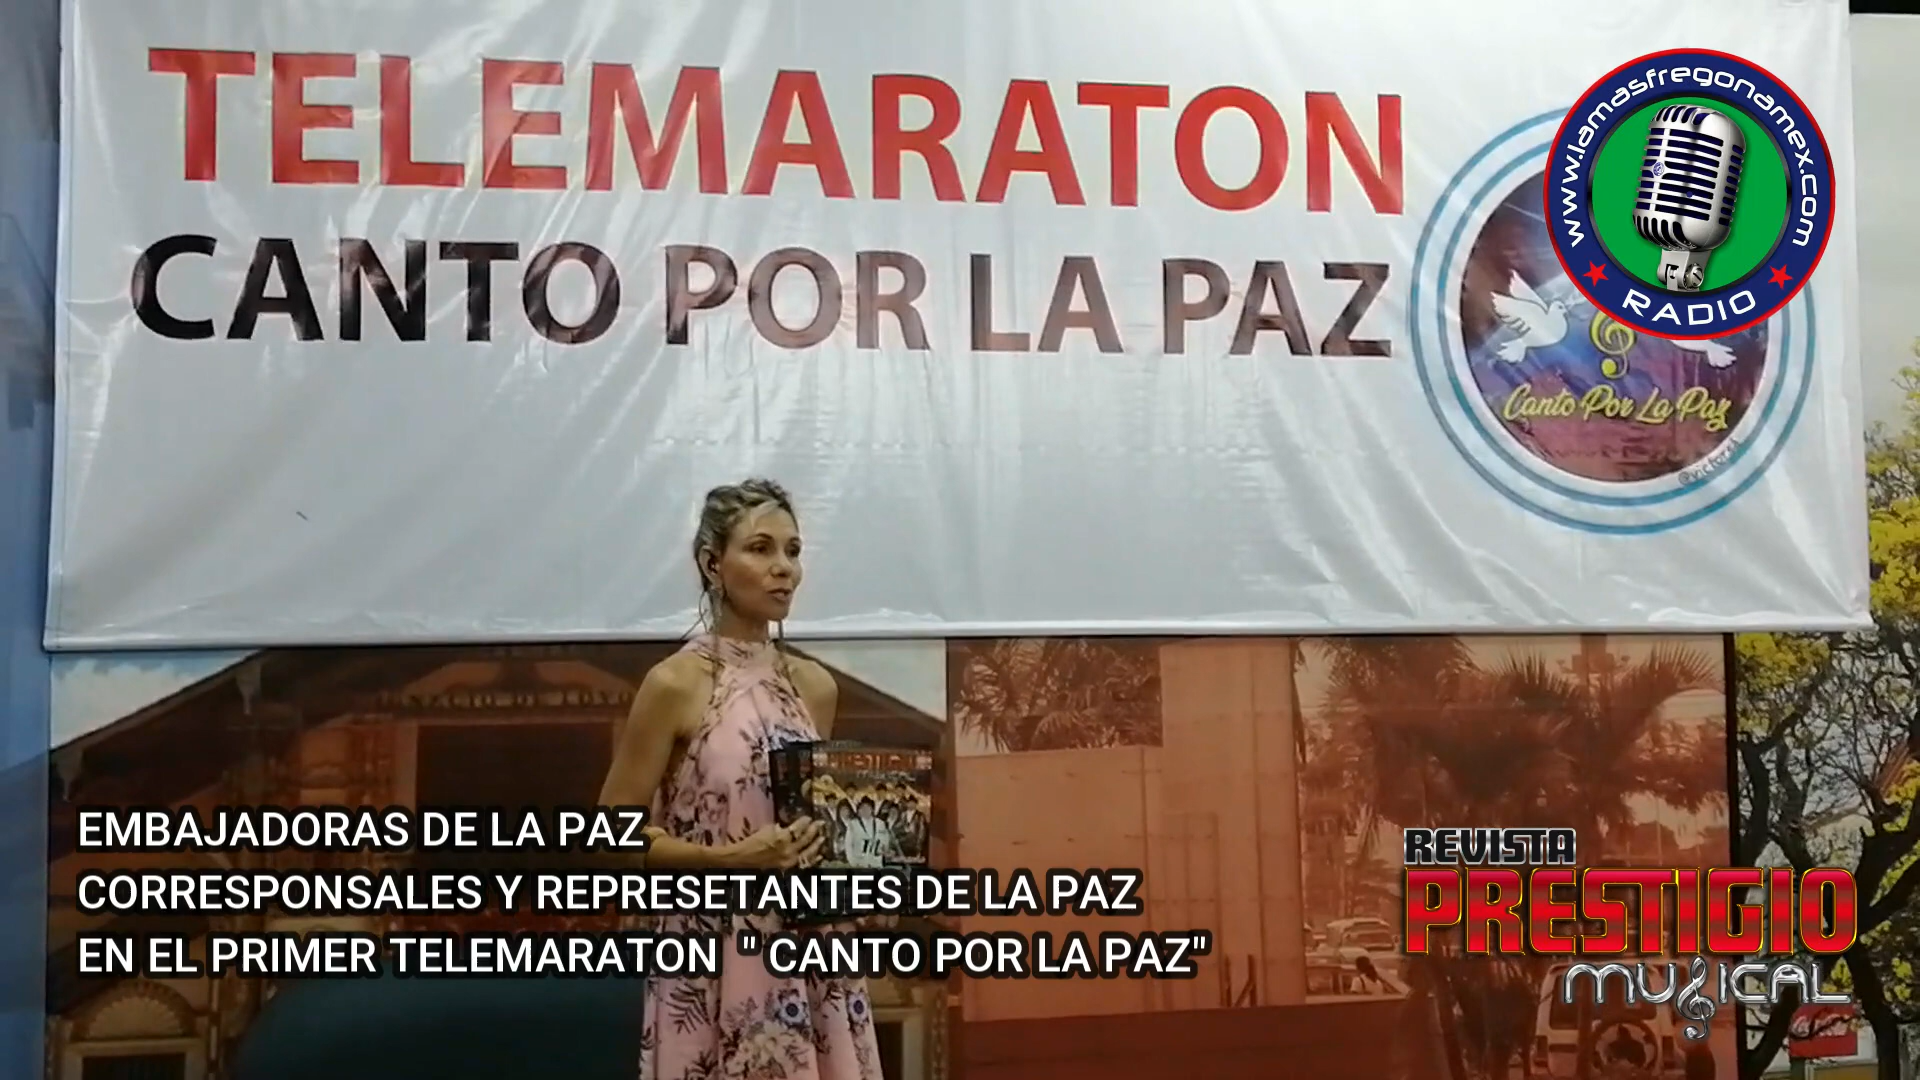 TELEMARATON
CANTO POR LA PAZ
www.lamasfregonamex.com
RADIO
Canto Por La Paz
PRESTIGIO
EMBAJADORAS DE LA PAZ
CORRESPONSALES Y REPRESETANTES DE LA PAZ
EN EL PRIMER TELEMARATON " CANTO POR LA PAZ"
REVISTA
PRESTIGIO
MUSICAL